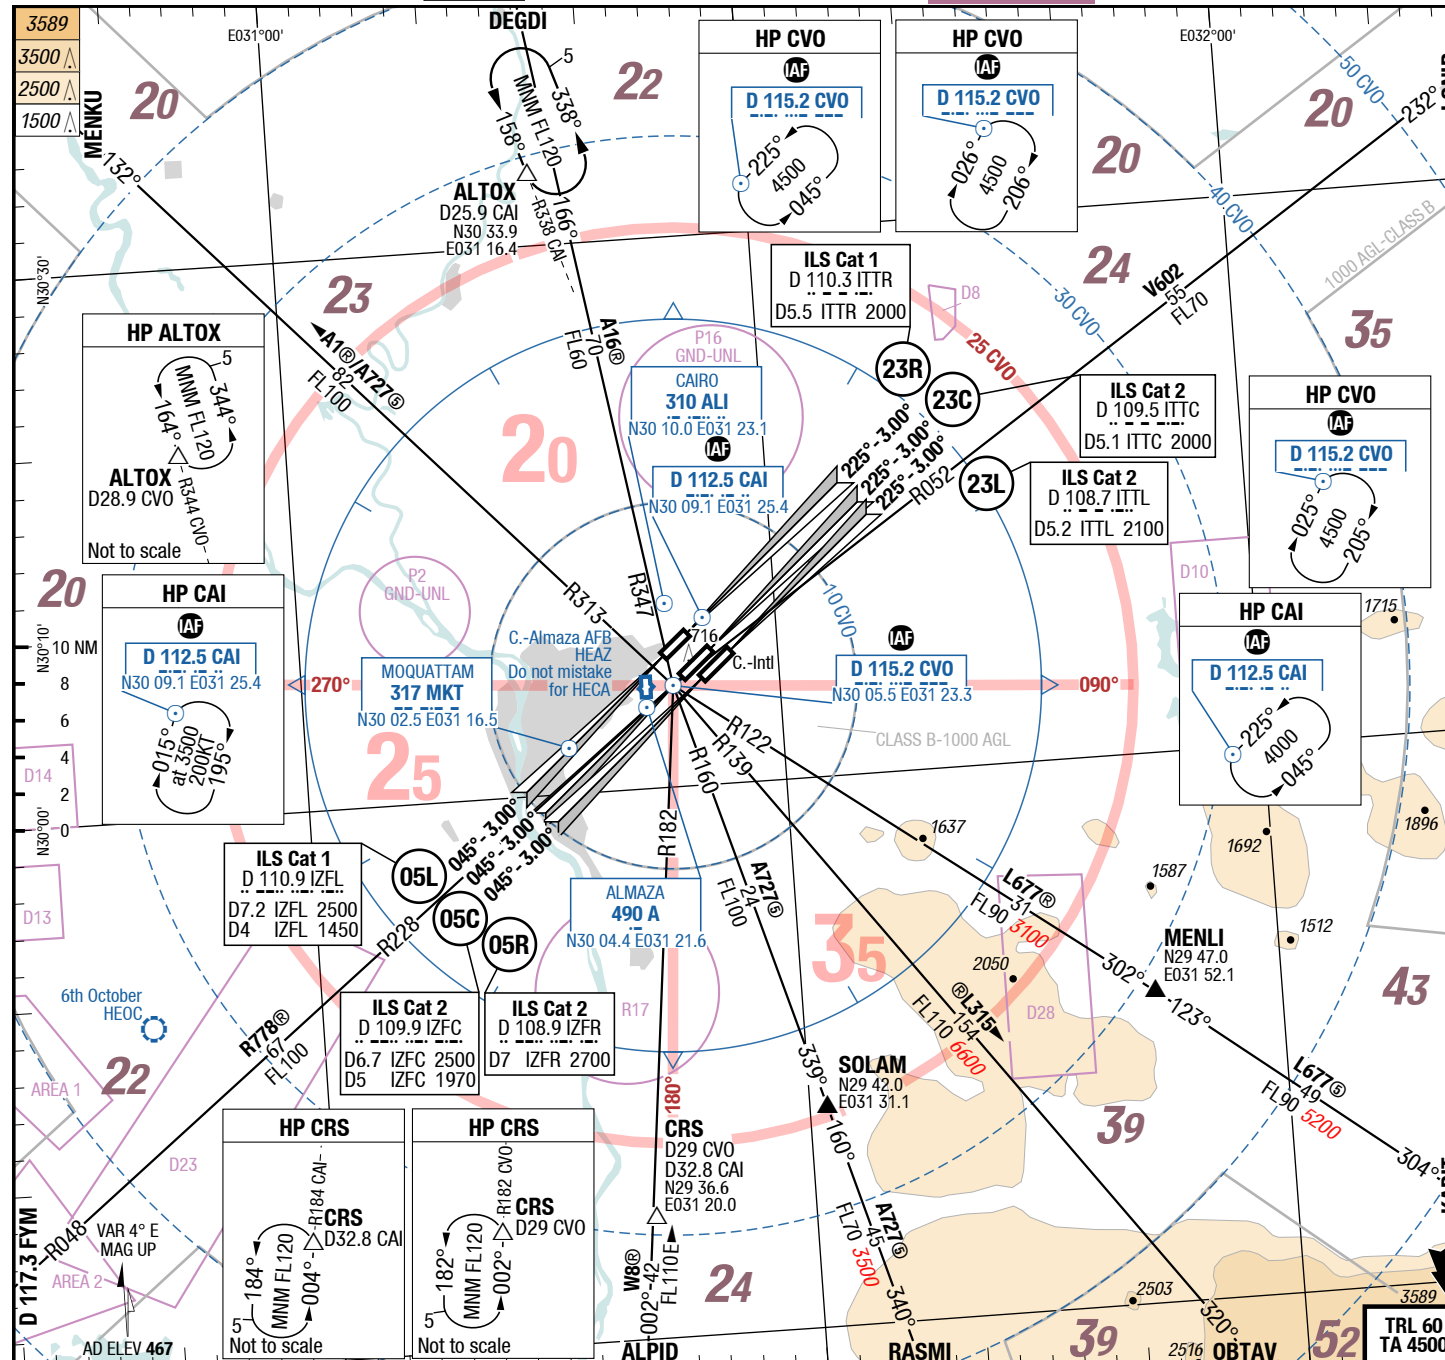 3589
3500
2500
1500
E031°00'
DEGDI
E032°00'
20
22
20
20
MENKU
132°
5
338°
MNM FL120
158°
ALTOX
D25.9 CAI
N30 33.9
E031 16.4
166°
R338 CAI
HP CVO
IAF
D 115.2 CVO
225°
4500
045°
HP CVO
IAF
D 115.2 CVO
026°
4500
206°
50 CVO
232°
40 CVO
30 CVO
24
1000 AGL-CLASS B
V602
55
FL70
35
N30°30'
23
ILS Cat 1
D 110.3 ITTR
D5.5 ITTR 2000
D8
25 CVO
HP ALTOX
5
MNM FL120
344°
164°
ALTOX
D28.9 CVO
R344 CVO
Not to scale
A1®/A727⑤
82
FL100
A16®
70
FL60
P16
GND-UNL
CAIRO
310 ALI
N30 10.0 E031 23.1
IAF
D 112.5 CAI
N30 09.1 E031 25.4
20
23R
23C
23L
225°-3.00°
225°-3.00°
225°-3.00°
R052
ILS Cat 2
D 109.5 ITTC
D5.1 ITTC 2000
ILS Cat 2
D 108.7 ITTL
D5.2 ITTL 2100
HP CVO
IAF
D 115.2 CVO
025°
4500
205°
D10
20
P2
GND-UNL
R313
R347
10 CVO
HP CAI
IAF
D 112.5 CAI
N30 09.1 E031 25.4
015°
at 3500
200KT
195°
N30°10'
10 NM
8
6
4
2
0
N30°00'
C.-Almaza AFB
HEAZ
Do not mistake
for HECA
716
C.-Intl
IAF
D 115.2 CVO
N30 05.5 E031 23.3
270°
090°
MOQUATTAM
317 MKT
N30 02.5 E031 16.5
25
CLASS B-1000 AGL
HP CAI
IAF
D 112.5 CAI
225°
4000
045°
1715
1896
1692
1637
1587
1512
D14
D13
R122
R139
R160
R182
045°-3.00°
045°-3.00°
045°-3.00°
05L
05C
05R
ILS Cat 1
D 110.9 IZFL
D7.2 IZFL 2500
D4 IZFL 1450
R228
ALMAZA
490 A
N30 04.4 E031 21.6
A727⑤
24
FL100
35
L677®
31
FL90 3100
2050
302°
MENLI
N29 47.0
E031 52.1
123°
43
6th October
HEOC
R778®
67
FL100
22
AREA 1
ILS Cat 2
D 109.9 IZFC
D6.7 IZFC 2500
D5 IZFC 1970
ILS Cat 2
D 108.9 IZFR
D7 IZFR 2700
R17
®L315
154
FL110 6600
D28
339°
SOLAM
N29 42.0
E031 31.1
160°
L677⑤
49
FL90 5200
304°
39
180°
CRS
D29 CVO
D32.8 CAI
N29 36.6
E031 20.0
HP CRS
R184 CAI
CRS
D32.8 CAI
184°
MNM FL120
004°
5
Not to scale
HP CRS
R182 CVO
CRS
D29 CVO
182°
MNM FL120
002°
5
Not to scale
D23
R048
D 117.3 FYM
VAR 4° E
MAG UP
AREA 2
AD ELEV 467
W8®
42
FL110E
002°
ALPID
24
A727⑤
45
FL70 3500
340°
RASMI
2503
39
2516
320°
OBTAV
52
3589
TRL 60
TA 4500